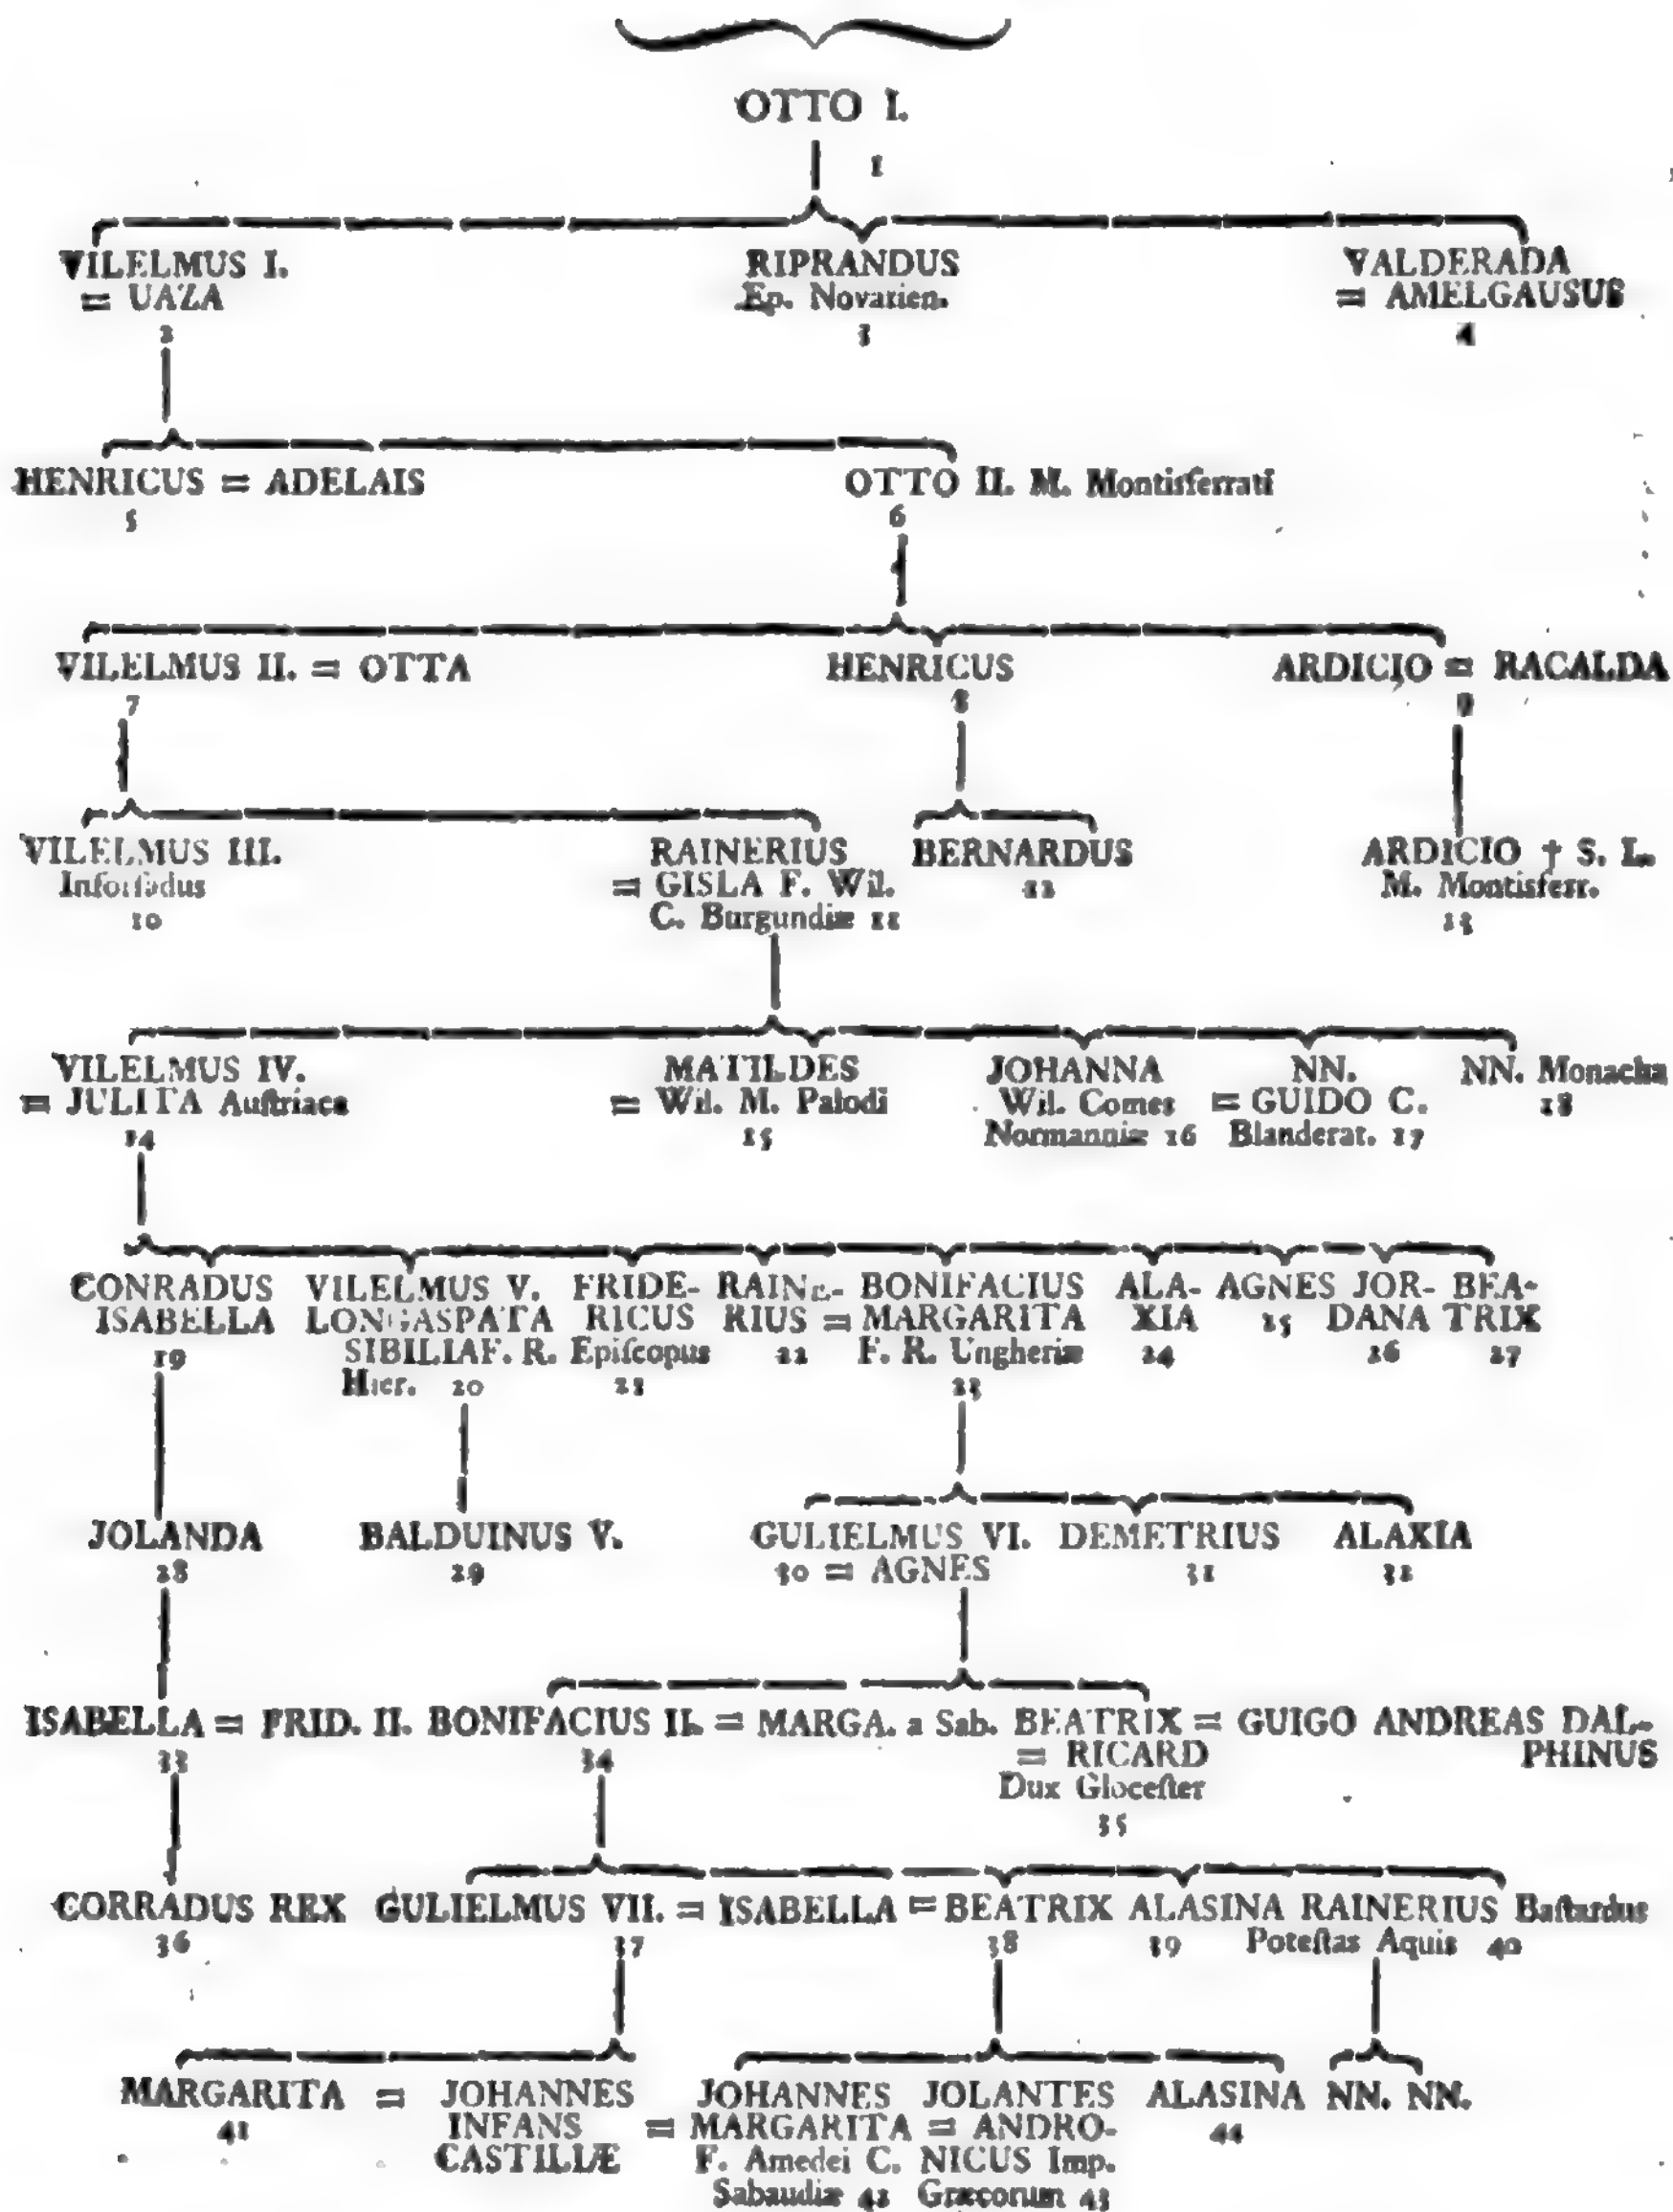 OTTO I.
1
VILELMUS I. RIPRANDUS VALDERADA
= UAZA Ep. Novarien. = AMELGAUSUS
2 3 4
HENRICUS = ADELAIS OTTO II. M. Montisferrati
5 6
VILELMUS II. = OTTA HENRICUS ARDICIO = RACALDA
7 8 9
VILELMUS III. RAINERIUS BERNARDUS ARDICIO † S. L.
= GISLA F. Wil. 12 M. Montisferr.
10 C. Burgundiæ 11 13
VILELMUS IV. MATILDES JOHANNA NN. NN. Monacha
= JULITA Auſtriaca = Wil. M. Palodi Wil. Comes = GUIDO C. 18
14 15 Normanniæ 16 Blanderat. 17
CONRADUS VILELMUS V. FRIDE- RAINE- BONIFACIUS ALA- AGNES JOR- BEA-
ISABELLA LONGASPATA RICUS RIUS = MARGARITA XIA 25 DANA TRIX
19 SIBILIA F. R. Epiſcopus 22 F. R. Ungheriæ 24 26 27
Hier. 20 21 23
JOLANDA BALDUINUS V. GULIELMUS VI. DEMETRIUS ALAXIA
28 29 30 = AGNES 31 32
ISABELLA = FRID. II. BONIFACIUS II. = MARGA. a Sab. BEATRIX = GUIGO ANDREAS DAL-
33 34 = RICARD PHINUS
Dux Gloceſter
35
CORRADUS REX GULIELMUS VII. = ISABELLA = BEATRIX ALASINA RAINERIUS Baſtardus
36 37 38 39 Poteſtas Aquis 40
MARGARITA = JOHANNES JOHANNES JOLANTES ALASINA NN. NN.
41 INFANS = MARGARITA = ANDRO- 44
CASTILLÆ F. Amedei C. NICUS Imp.
Sabaudiæ 42 Græcorum 43